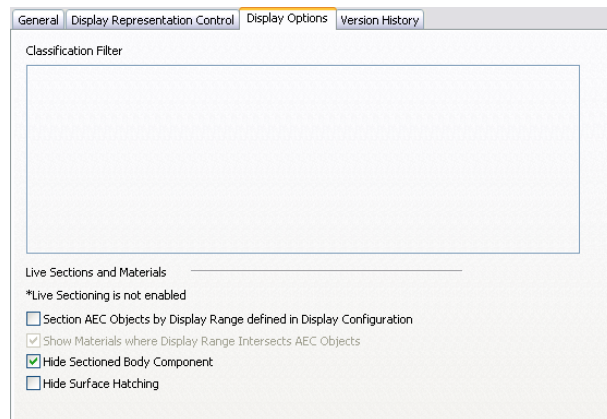 General Display Representation Control Display Options Version History
Classification Filter
Live Sections and Materials
*Live Sectioning is not enabled
Section AEC Objects by Display Range defined in Display Configuration
Show Materials where Display Range Intersects AEC Objects
Hide Sectioned Body Component
Hide Surface Hatching